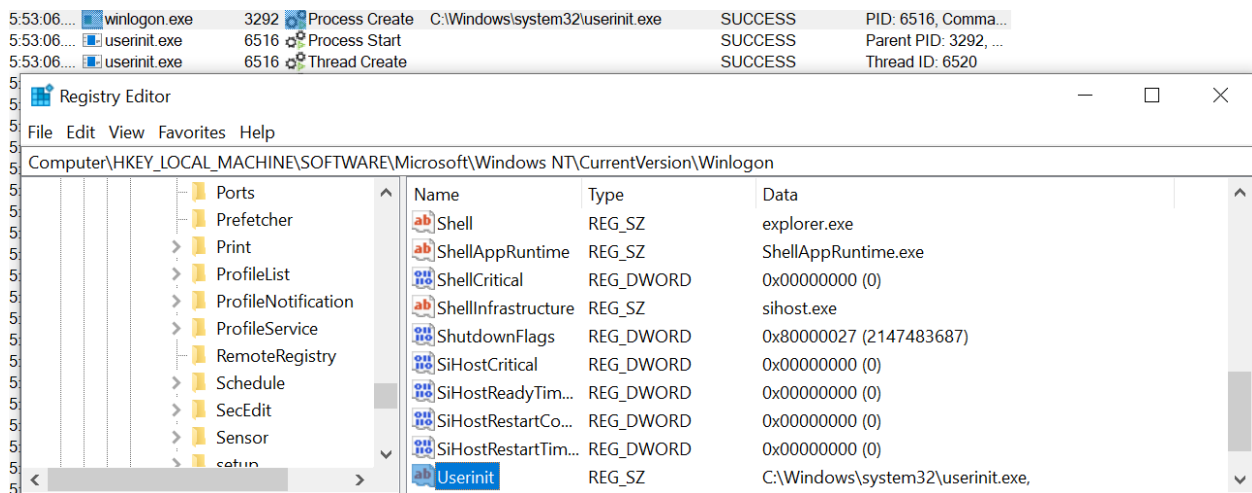 5:53:06.... winlogon.exe 3292 Process Create C:\Windows\system32\userinit.exe SUCCESS PID: 6516, Comma...
5:53:06.... userinit.exe 6516 Process Start SUCCESS Parent PID: 3292, ...
5:53:06.... userinit.exe 6516 Thread Create SUCCESS Thread ID: 6520
Registry Editor
File Edit View Favorites Help
Computer\HKEY_LOCAL_MACHINE\SOFTWARE\Microsoft\Windows NT\CurrentVersion\Winlogon
Ports
Prefetcher
Print
ProfileList
ProfileNotification
ProfileService
RemoteRegistry
Schedule
SecEdit
Sensor
setup
Name Type Data
Shell REG_SZ explorer.exe
ShellAppRuntime REG_SZ ShellAppRuntime.exe
ShellCritical REG_DWORD 0x00000000 (0)
ShellInfrastructure REG_SZ sihost.exe
ShutdownFlags REG_DWORD 0x80000027 (2147483687)
SiHostCritical REG_DWORD 0x00000000 (0)
SiHostReadyTim... REG_DWORD 0x00000000 (0)
SiHostRestartCo... REG_DWORD 0x00000000 (0)
SiHostRestartTim... REG_DWORD 0x00000000 (0)
Userinit REG_SZ C:\Windows\system32\userinit.exe,